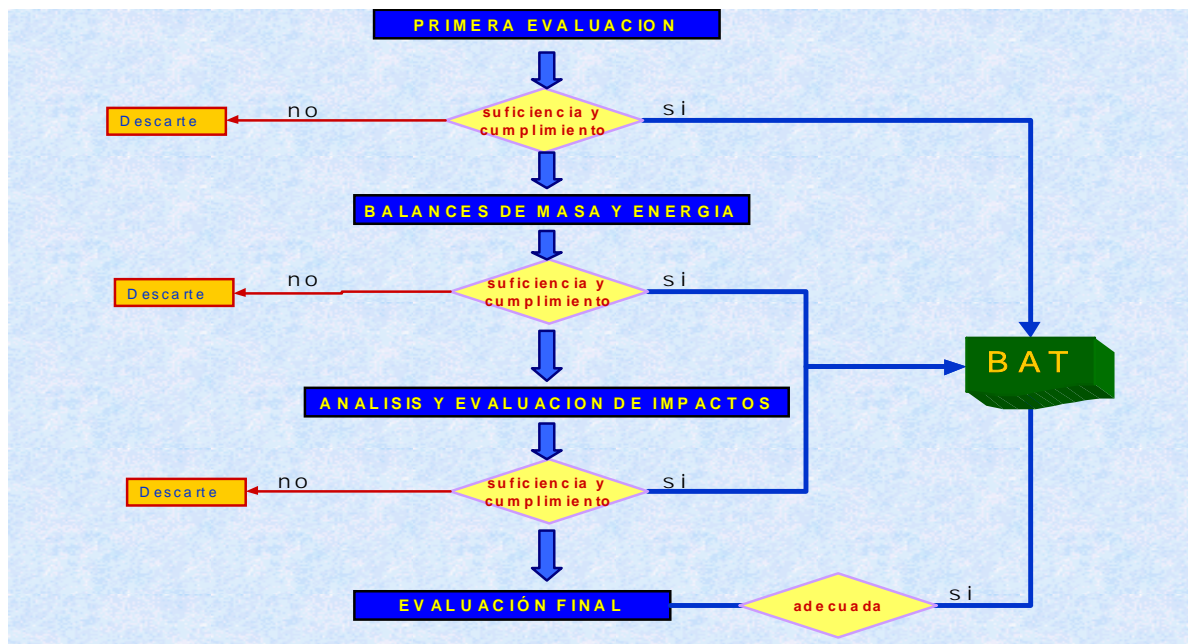 PRIMERA EVALUACION
suficiencia y
cumplimiento
no
si
Descarte
BALANCES DE MASA Y ENERGIA
suficiencia y
cumplimiento
no
si
Descarte
BAT
ANALISIS Y EVALUACION DE IMPACTOS
suficiencia y
cumplimiento
no
si
Descarte
EVALUACIÓN FINAL
adecuada
si